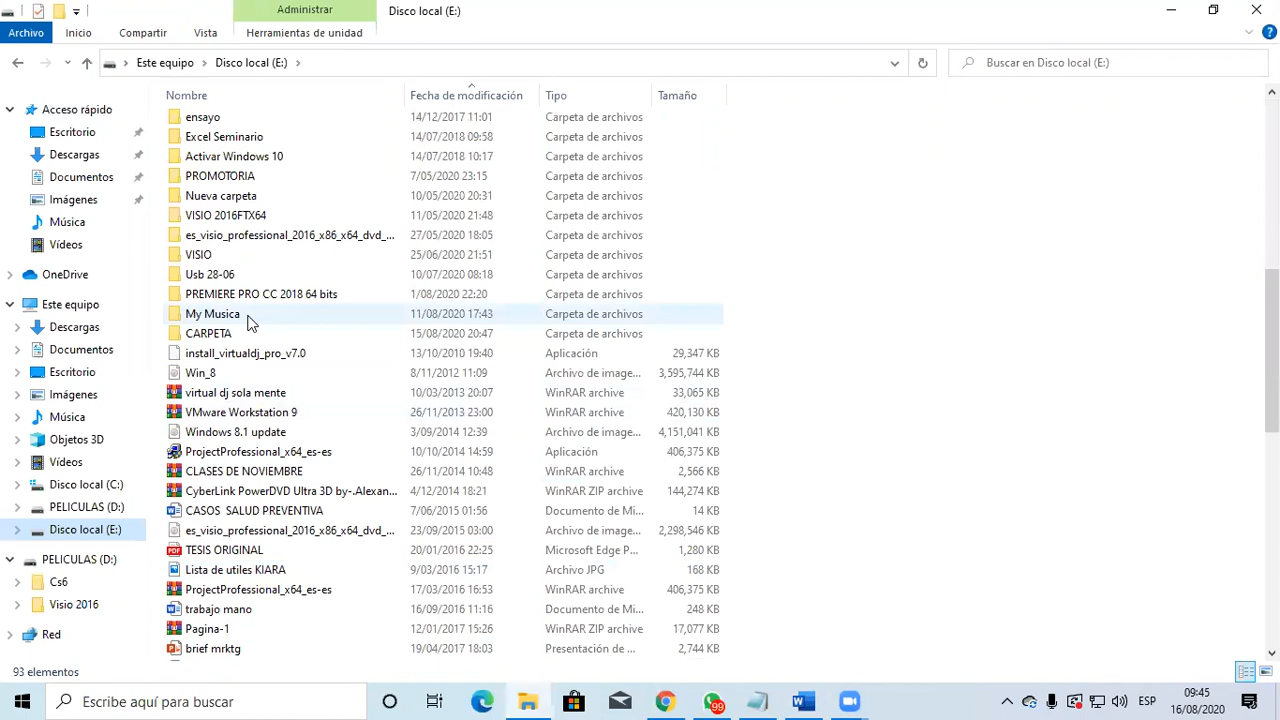 Administrar
Disco local (E:)
Archivo Inicio Compartir Vista Herramientas de unidad
Este equipo > Disco local (E:) >
Buscar en Disco local (E:)
Nombre Fecha de modificación Tipo Tamaño
Acceso rápido
Escritorio
Descargas
Documentos
Imágenes
Música
Vídeos
OneDrive
Este equipo
Descargas
Documentos
Escritorio
Imágenes
Música
Objetos 3D
Vídeos
Disco local (C:)
PELICULAS (D:)
Disco local (E:)
PELICULAS (D:)
Cs6
Visio 2016
Red
ensayo 14/12/2017 11:01 Carpeta de archivos
Excel Seminario 14/07/2018 09:58 Carpeta de archivos
Activar Windows 10 14/07/2018 10:17 Carpeta de archivos
PROMOTORIA 7/05/2020 23:15 Carpeta de archivos
Nueva carpeta 10/05/2020 20:31 Carpeta de archivos
VISIO 2016FTX64 11/05/2020 21:48 Carpeta de archivos
es_visio_professional_2016_x86_x64_dvd_... 27/05/2020 18:05 Carpeta de archivos
VISIO 25/06/2020 21:51 Carpeta de archivos
Usb 28-06 10/07/2020 08:18 Carpeta de archivos
PREMIERE PRO CC 2018 64 bits 1/08/2020 22:20 Carpeta de archivos
My Musica 11/08/2020 17:43 Carpeta de archivos
CARPETA 15/08/2020 20:47 Carpeta de archivos
install_virtualdj_pro_v7.0 13/10/2010 19:40 Aplicación 29,347 KB
Win_8 8/11/2012 11:09 Archivo de image... 3,595,744 KB
virtual dj sola mente 10/03/2013 20:07 WinRAR archive 33,065 KB
VMware Workstation 9 26/11/2013 23:00 WinRAR archive 420,130 KB
Windows 8.1 update 3/09/2014 12:39 Archivo de image... 4,151,041 KB
ProjectProfessional_x64_es-es 10/10/2014 14:59 Aplicación 406,375 KB
CLASES DE NOVIEMBRE 26/11/2014 10:48 WinRAR archive 2,566 KB
CyberLink PowerDVD Ultra 3D by-.Alexan... 4/12/2014 18:21 WinRAR ZIP archive 144,274 KB
CASOS SALUD PREVENTIVA 7/06/2015 01:56 Documento de Mi... 14 KB
es_visio_professional_2016_x86_x64_dvd_... 23/09/2015 03:00 Archivo de image... 2,298,546 KB
TESIS ORIGINAL 20/01/2016 22:25 Microsoft Edge P... 1,280 KB
Lista de utiles KIARA 9/03/2016 15:17 Archivo JPG 168 KB
ProjectProfessional_x64_es-es 17/03/2016 16:53 WinRAR archive 406,375 KB
trabajo mano 16/09/2016 11:16 Documento de Mi... 248 KB
Pagina-1 12/01/2017 15:26 WinRAR ZIP archive 17,077 KB
brief mrktg 19/04/2017 18:03 Presentación de ... 2,744 KB
93 elementos
Escribe aquí para buscar
99
ESP
09:45
16/08/2020